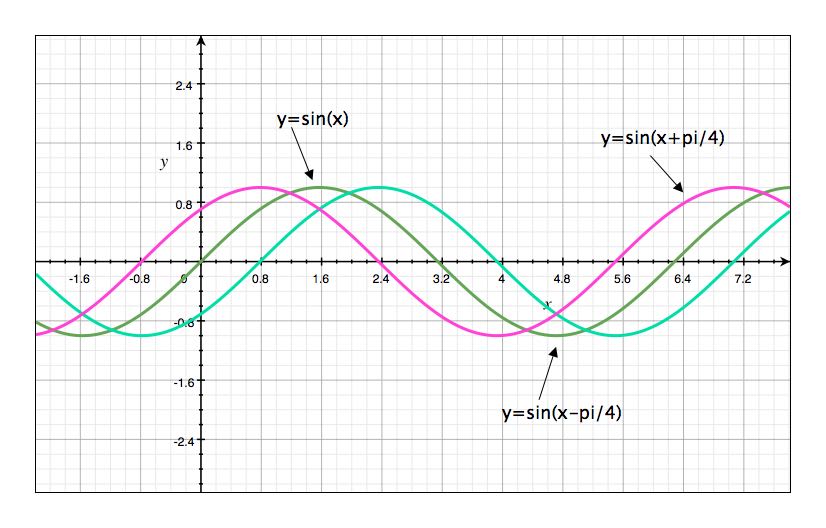 2.4
y=sin(x)
y=sin(x+pi/4)
1.6
y
0.8
-1.6 -0.8 0 0.8 1.6 2.4 3.2 4 4.8 5.6 6.4 7.2
x
-0.8
-1.6
y=sin(x-pi/4)
-2.4